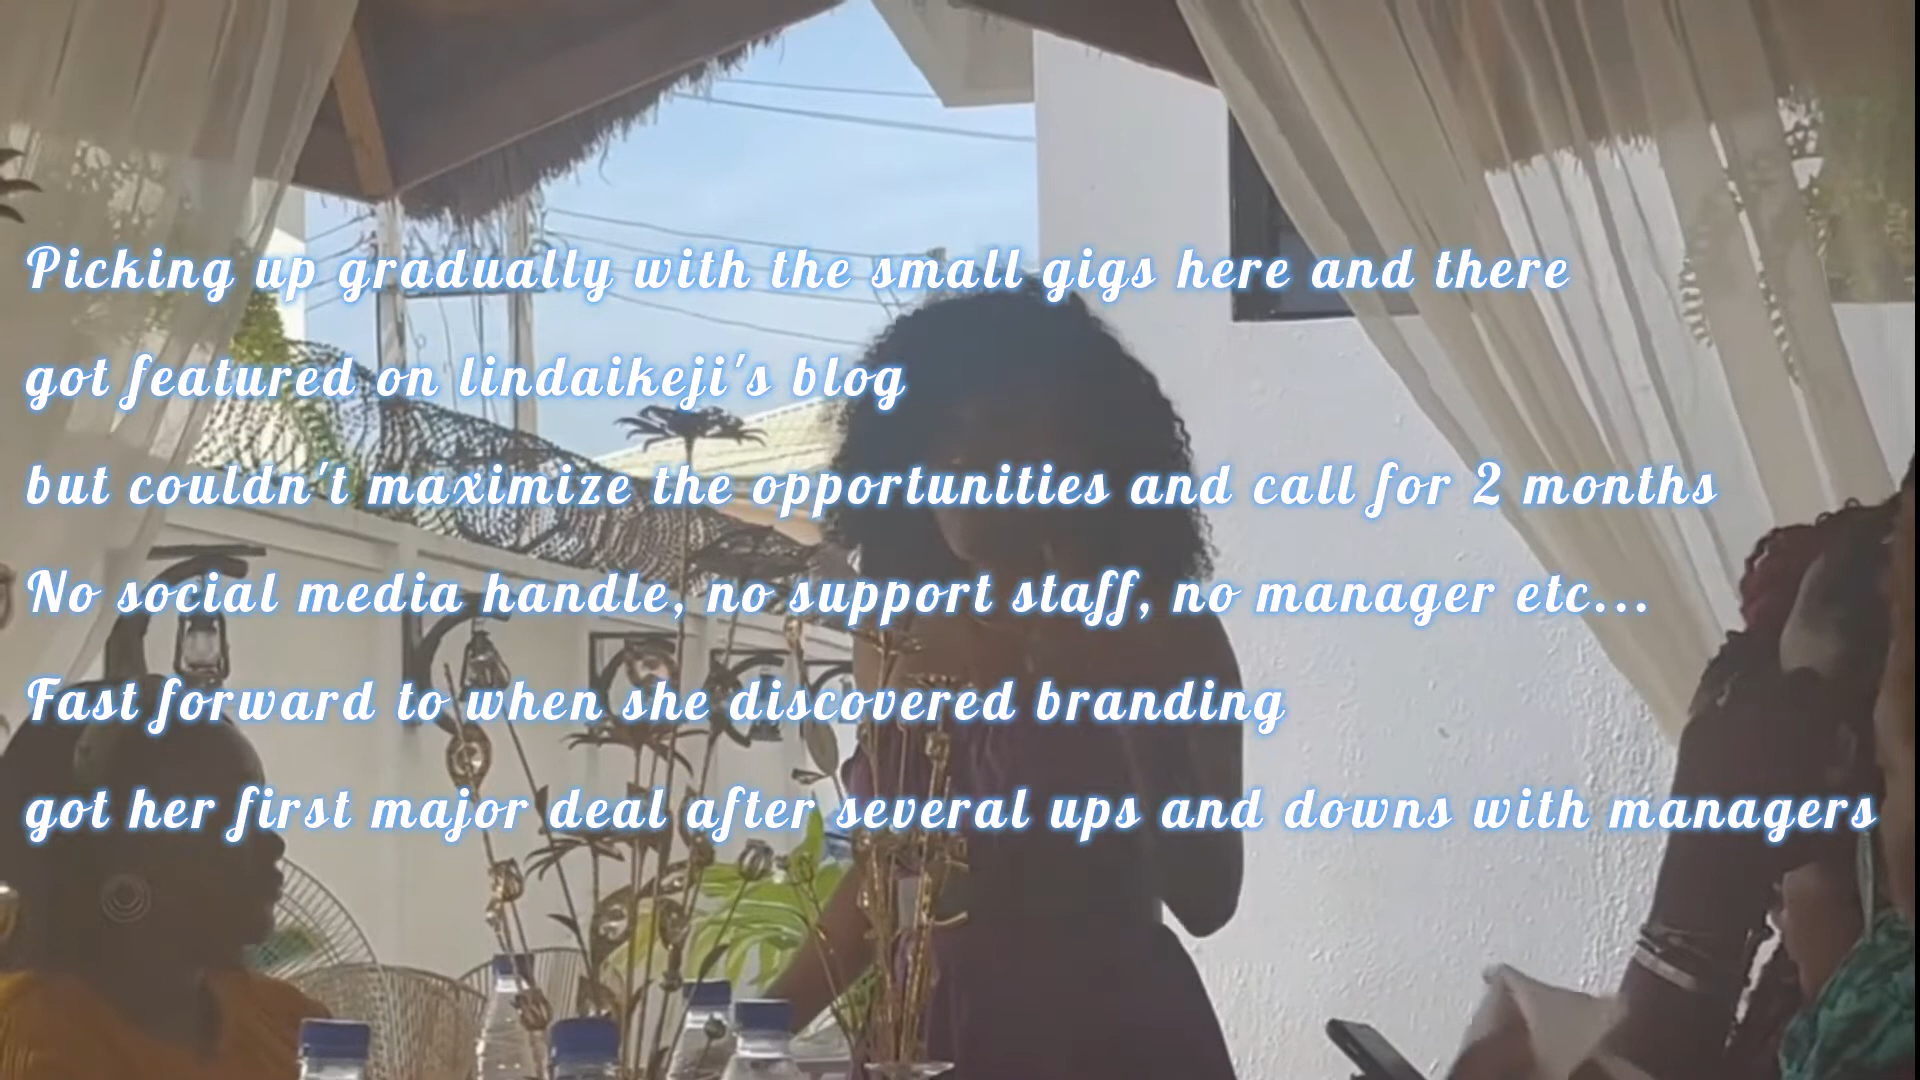 Picking up gradually with the small gigs here and there
got featured on lindaikeji's blog
but couldn't maximize the opportunities and call for 2 months
No social media handle, no support staff, no manager etc...
Fast forward to when she discovered branding
got her first major deal after several ups and downs with managers